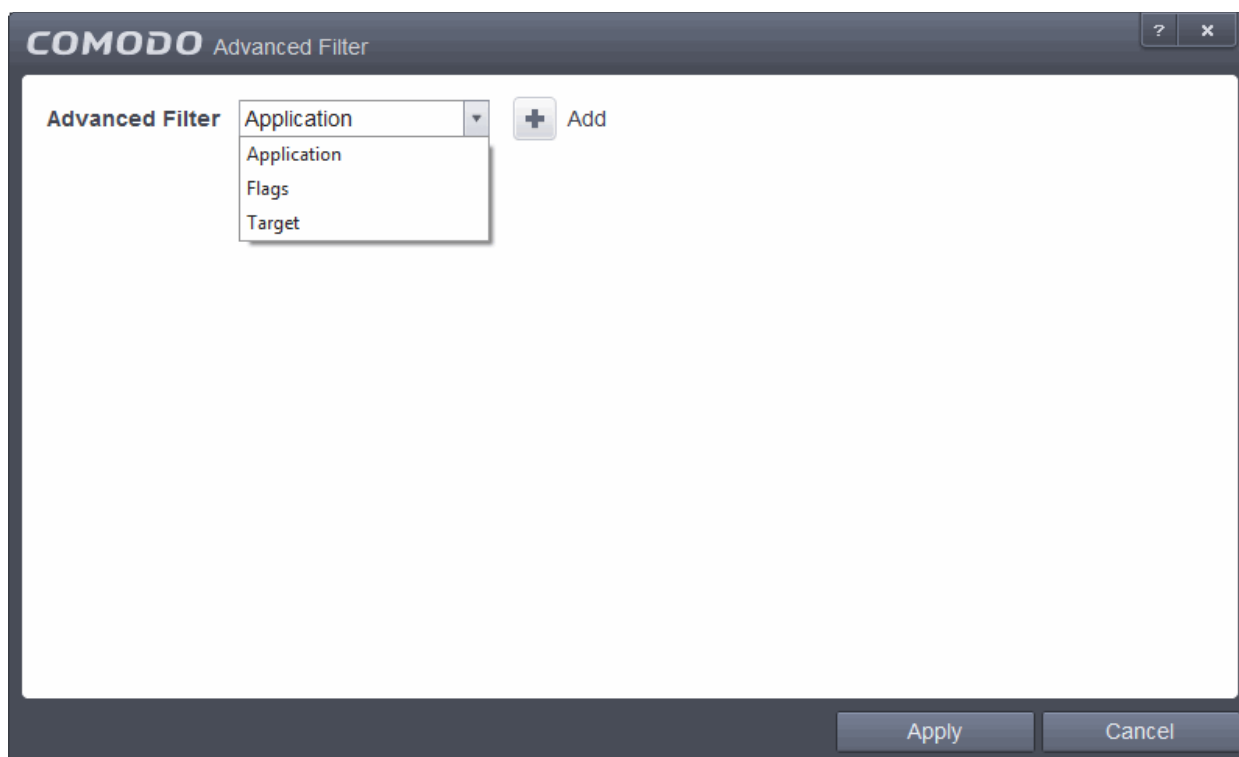 COMODO Advanced Filter ? x
Advanced Filter Application + Add
Application
Flags
Target
Apply Cancel